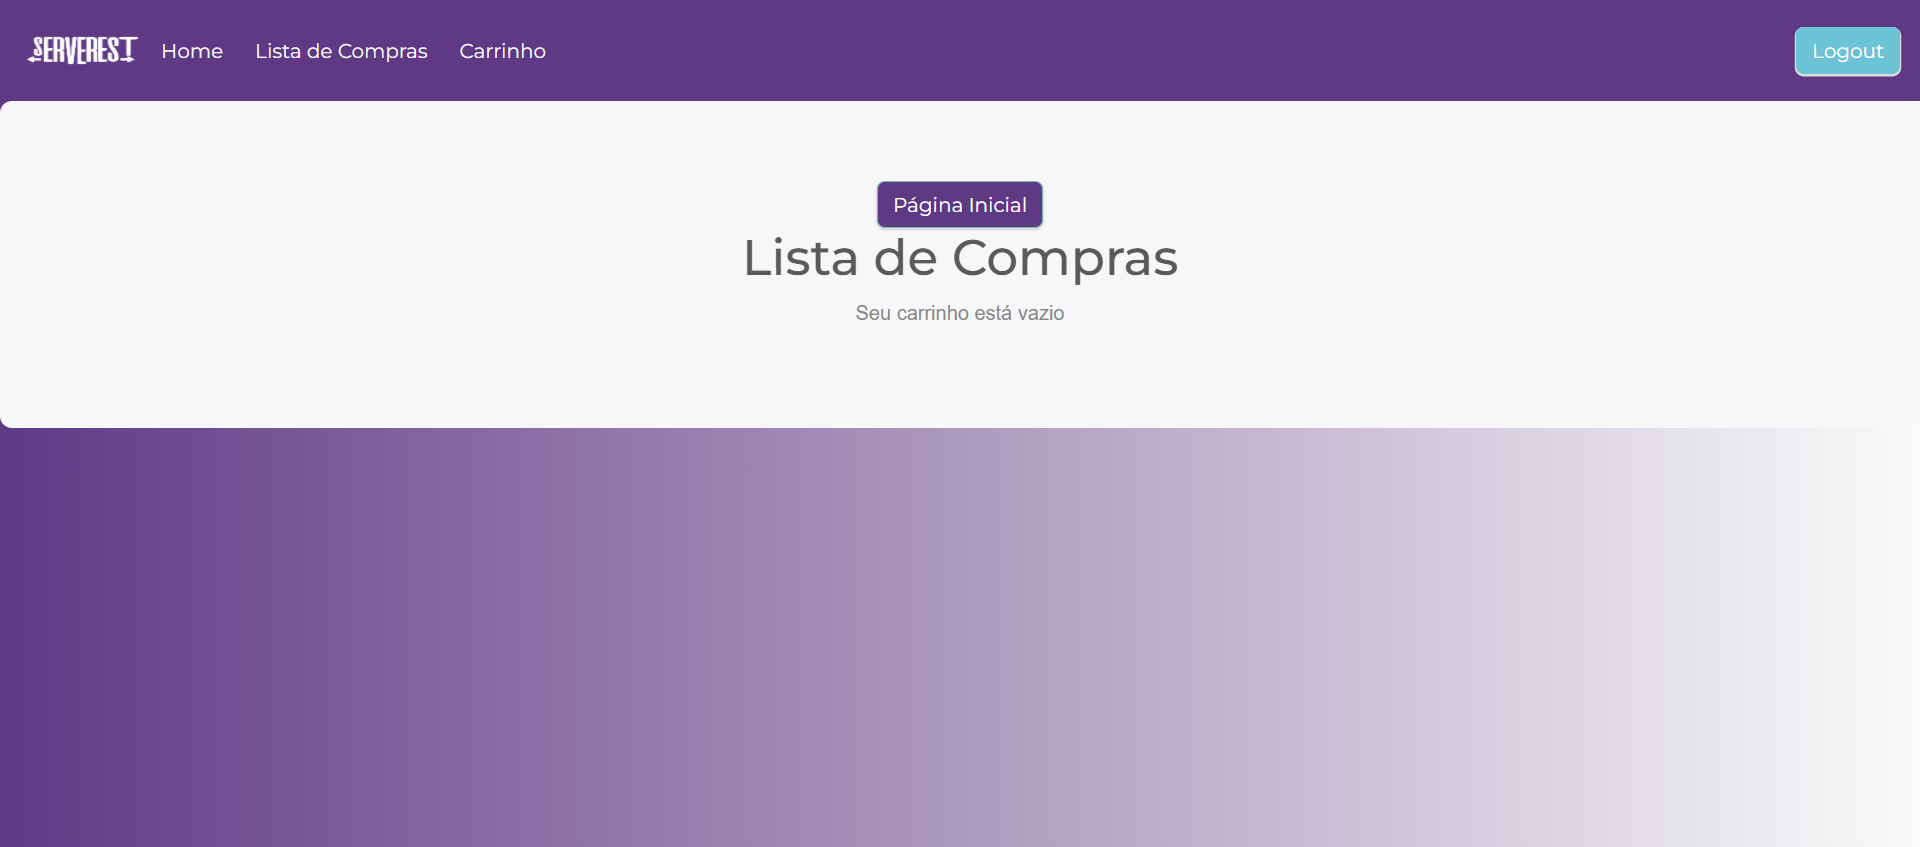 SERVEREST Home Lista de Compras Carrinho Logout
Página Inicial
Lista de Compras
Seu carrinho está vazio